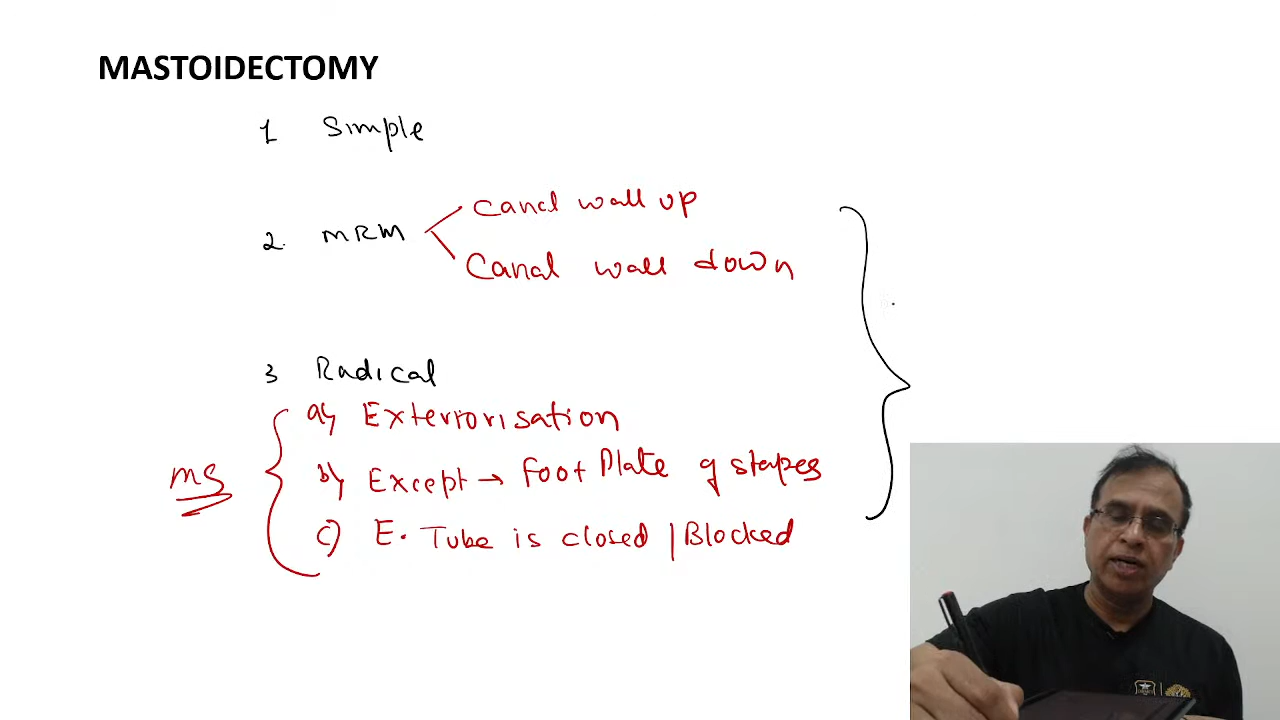 MASTOIDECTOMY
1 Simple
2. MRM
Canal wall up
Canal wall down
3 Radical
a) Exteriorisation
b) Except → Foot Plate of stapes
c) E. Tube is closed | Blocked
MS